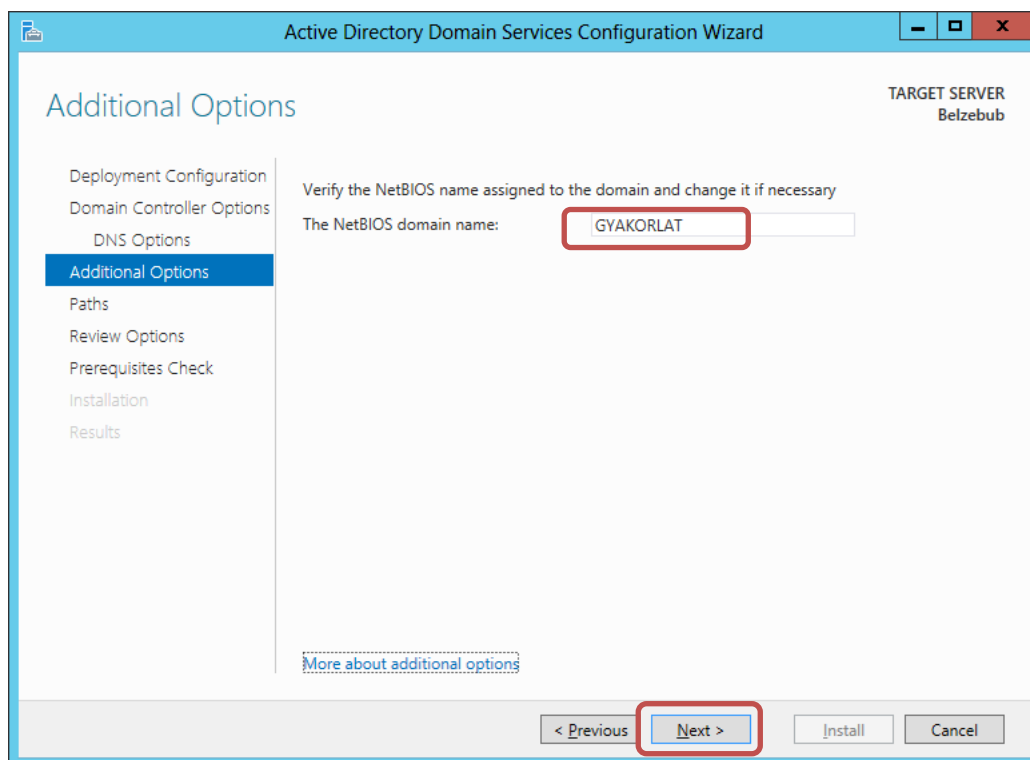 Active Directory Domain Services Configuration Wizard
Additional Options
TARGET SERVER
Belzebub
Deployment Configuration
Domain Controller Options
DNS Options
Additional Options
Paths
Review Options
Prerequisites Check
Installation
Results
Verify the NetBIOS name assigned to the domain and change it if necessary
The NetBIOS domain name: GYAKORLAT
More about additional options
< Previous Next > Install Cancel